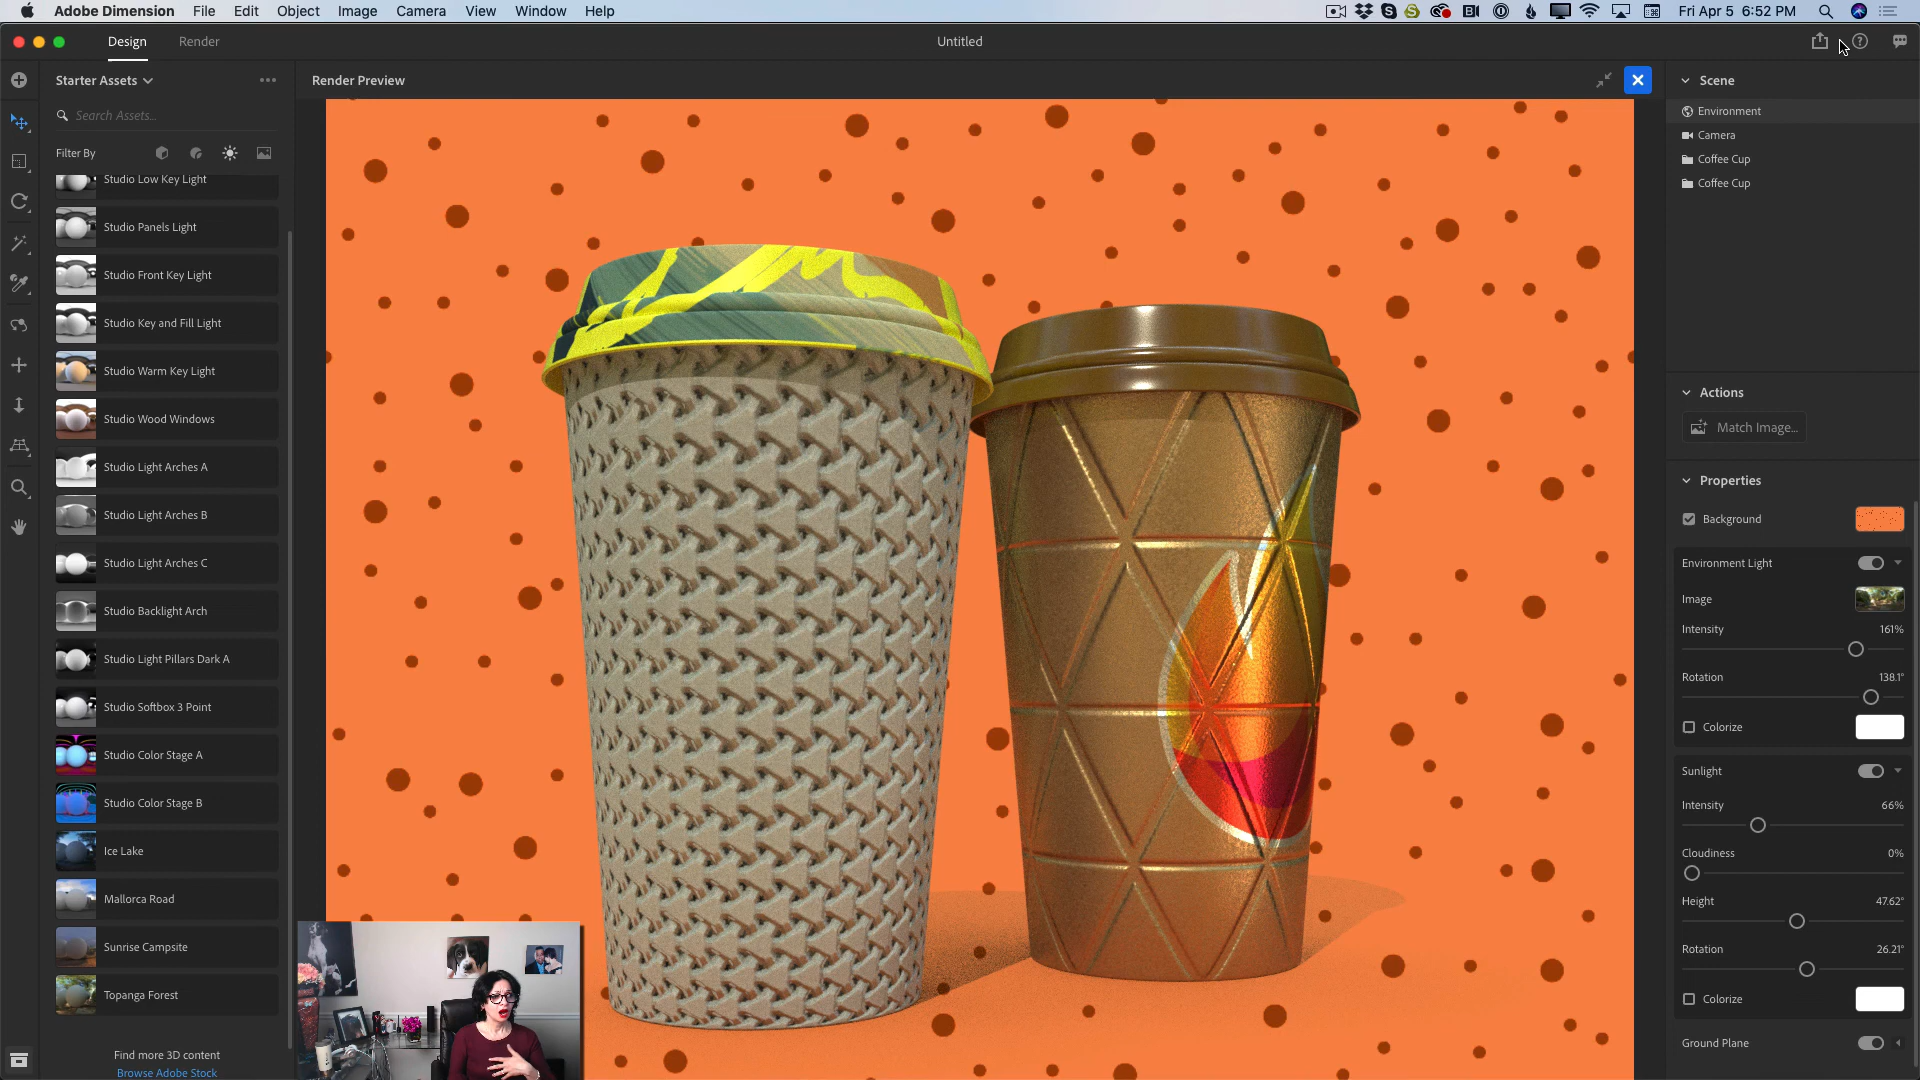 Adobe Dimension File Edit Object Image Camera View Window Help Fri Apr 5 6:52 PM
Design Render Untitled
Starter Assets
Search Assets...
Filter By
Studio Low Key Light
Studio Panels Light
Studio Front Key Light
Studio Key and Fill Light
Studio Warm Key Light
Studio Wood Windows
Studio Light Arches A
Studio Light Arches B
Studio Light Arches C
Studio Backlight Arch
Studio Light Pillars Dark A
Studio Softbox 3 Point
Studio Color Stage A
Studio Color Stage B
Ice Lake
Mallorca Road
Sunrise Campsite
Topanga Forest
Find more 3D content
Browse Adobe Stock
Render Preview
Scene
Environment
Camera
Coffee Cup
Coffee Cup
Actions
Match Image...
Properties
Background
Environment Light
Image
Intensity 161%
Rotation 138.1°
Colorize
Sunlight
Intensity 66%
Cloudiness 0%
Height 47.62°
Rotation 26.21°
Colorize
Ground Plane